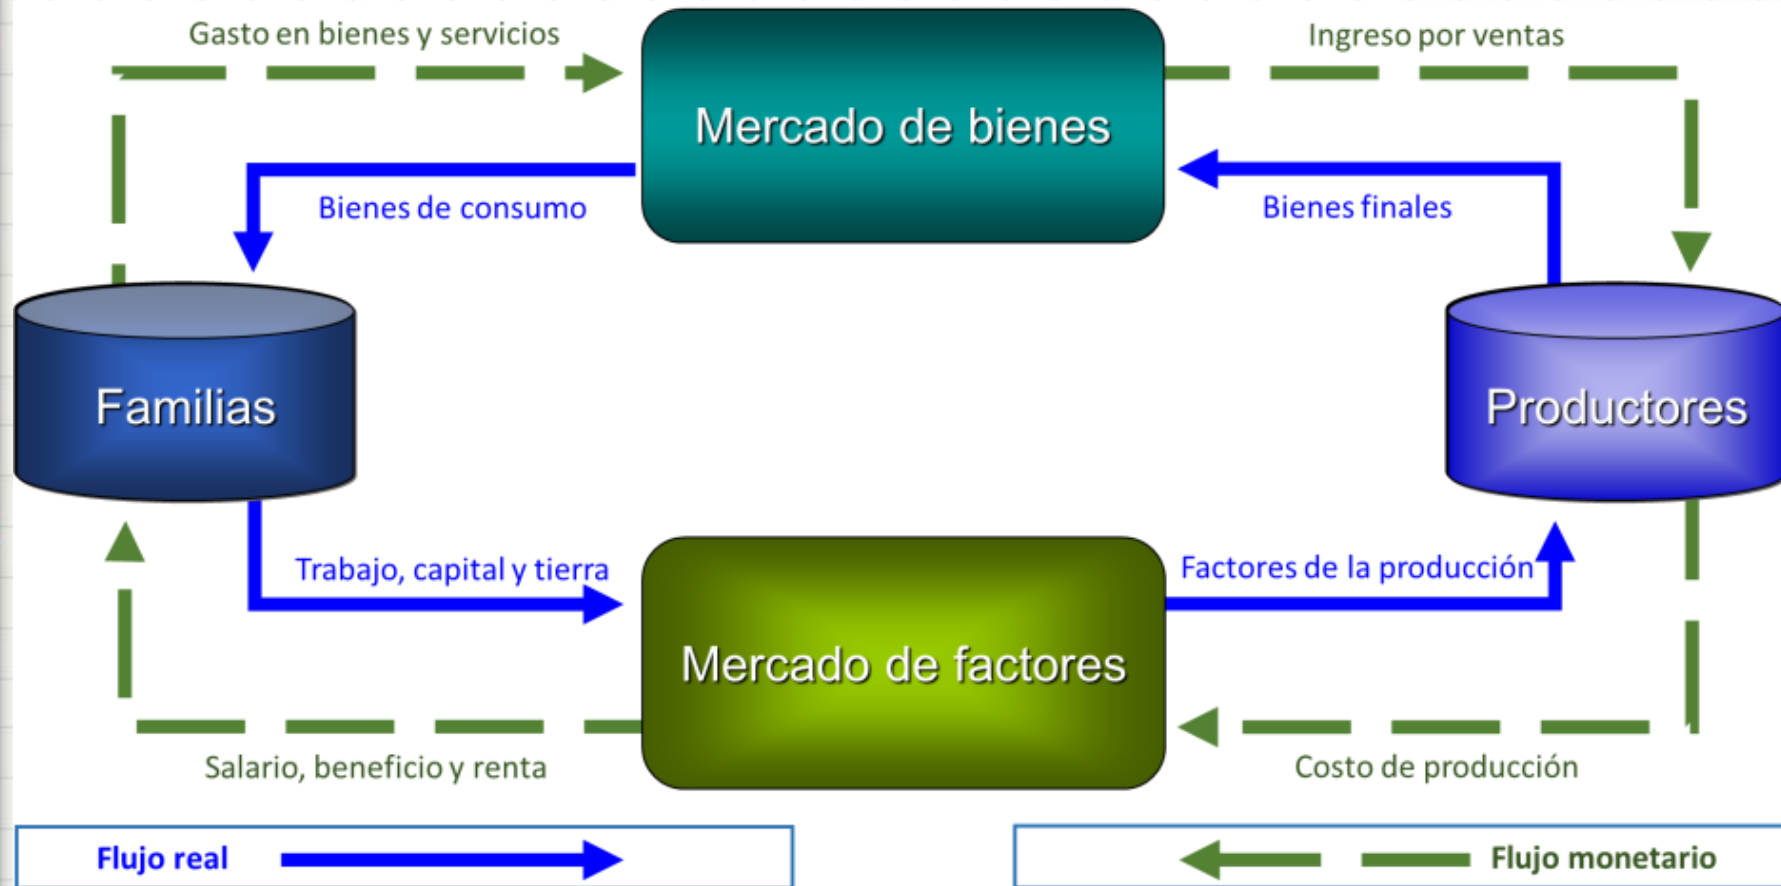 Gasto en bienes y servicios
Ingreso por ventas
Mercado de bienes
Bienes de consumo
Bienes finales
Familias
Productores
Trabajo, capital y tierra
Factores de la producción
Mercado de factores
Salario, beneficio y renta
Costo de producción
Flujo real
Flujo monetario